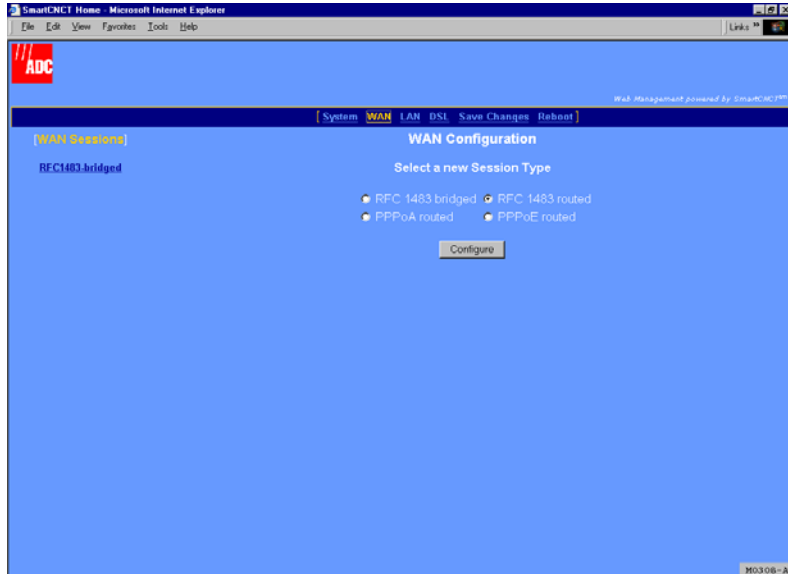 SmartCNCT Home - Microsoft Internet Explorer
File Edit View Favorites Tools Help
Links »
ADC
Web Management powered by SmartCNCT™
[ System WAN LAN DSL Save Changes Reboot ]
[WAN Sessions]
WAN Configuration
RFC1483-bridged
Select a new Session Type
RFC 1483 bridged RFC 1483 routed
PPPoA routed PPPoE routed
Configure
M0306-A